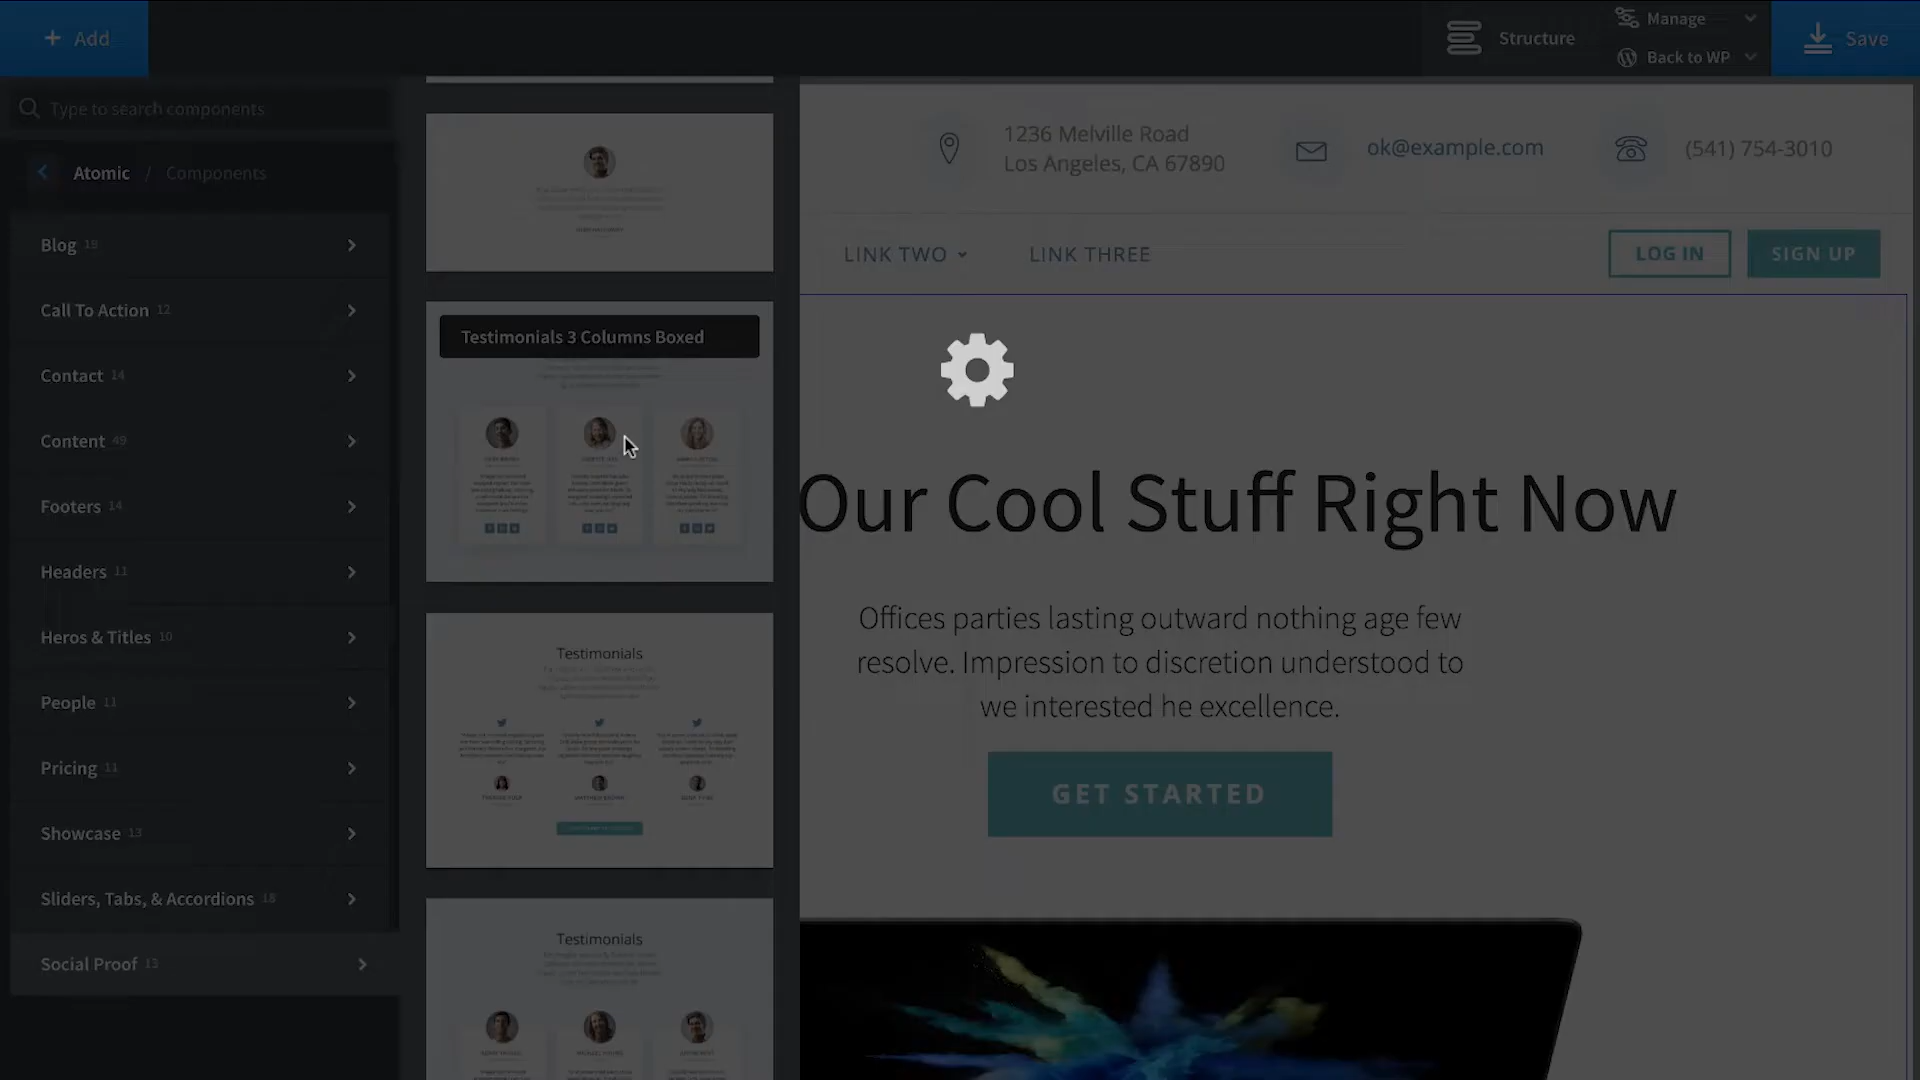 + Add
Structure
Manage
Back to WP
Save
Type to search components
Atomic / Components
Blog 19
Call To Action 12
Contact 14
Content 49
Footers 14
Headers 11
Heros & Titles 10
People 11
Pricing 11
Showcase 13
Sliders, Tabs, & Accordions 18
Social Proof 13
Testimonials 3 Columns Boxed
Testimonials
Testimonials
1236 Melville Road
Los Angeles, CA 67890
ok@example.com
(541) 754-3010
LINK TWO
LINK THREE
LOG IN
SIGN UP
Our Cool Stuff Right Now
Offices parties lasting outward nothing age few
resolve. Impression to discretion understood to
we interested he excellence.
GET STARTED